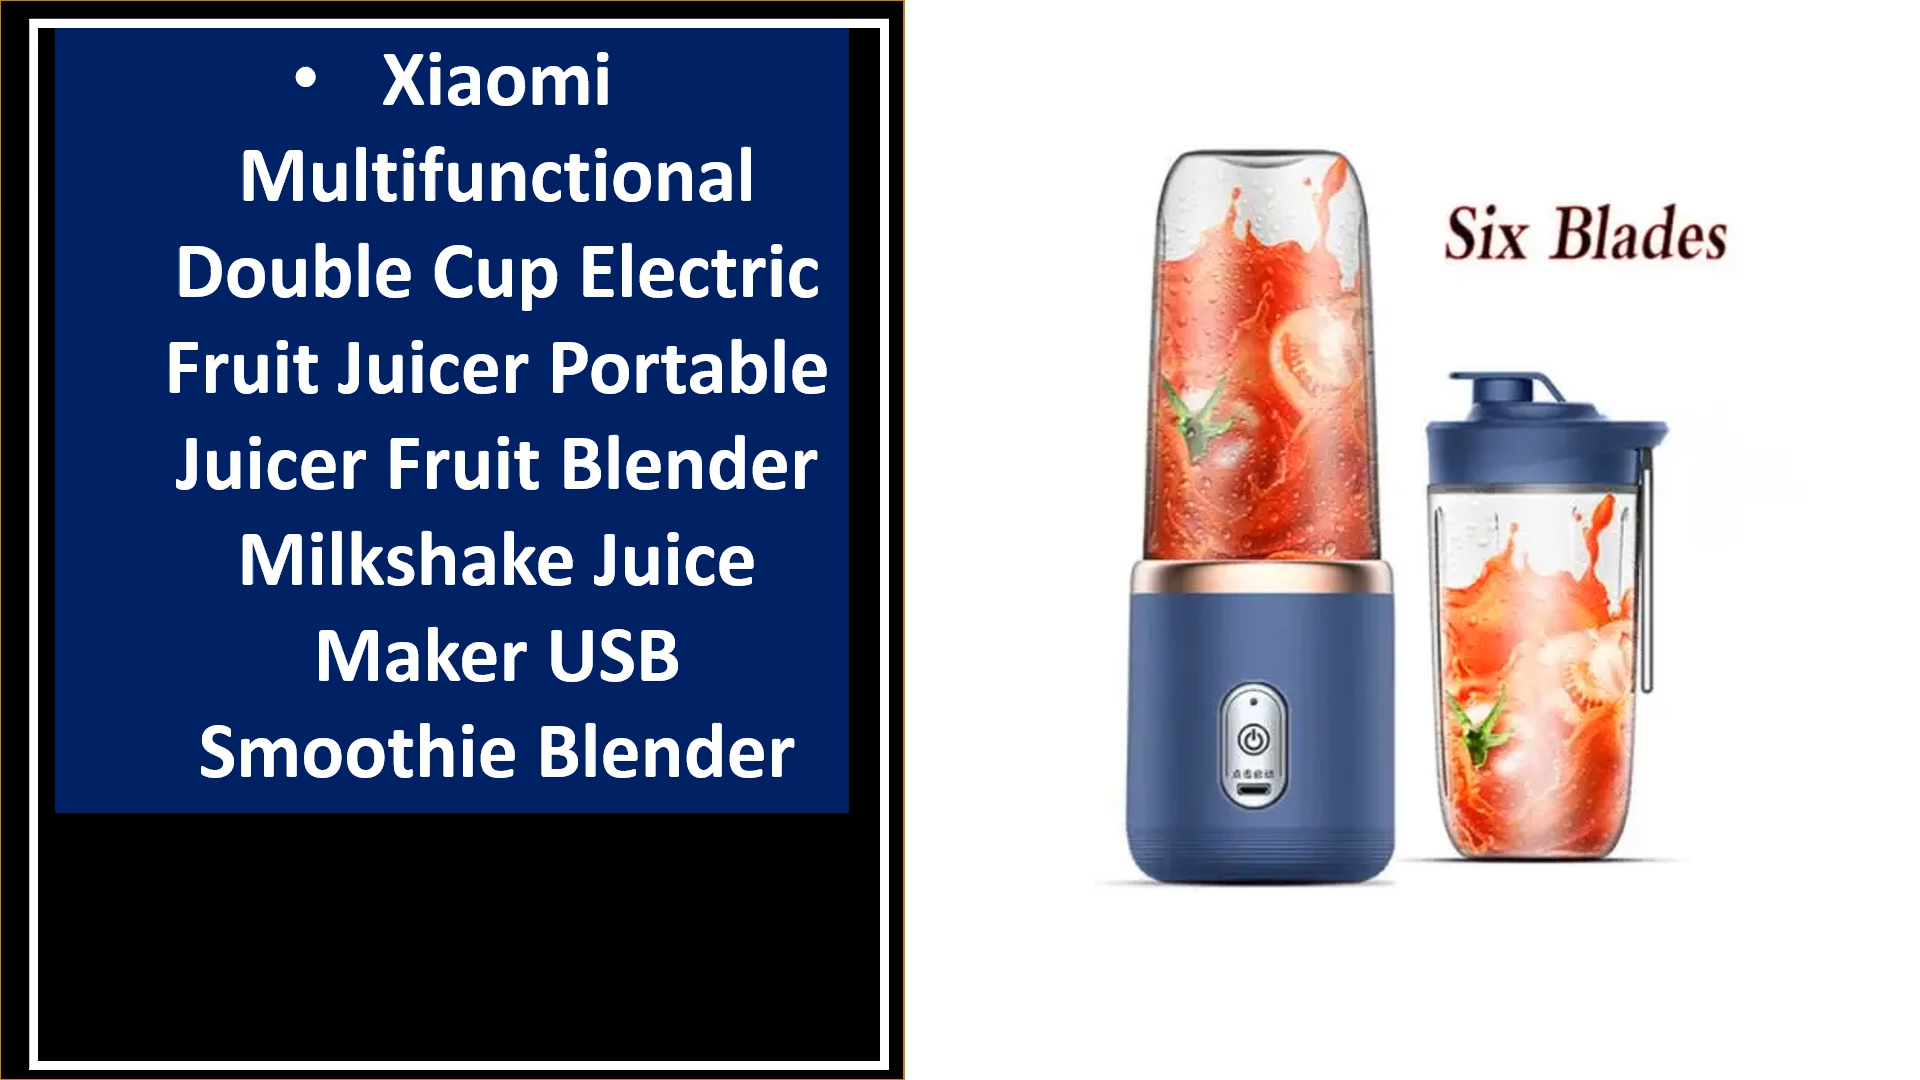 • Xiaomi
Multifunctional
Double Cup Electric
Fruit Juicer Portable
Juicer Fruit Blender
Milkshake Juice
Maker USB
Smoothie Blender
Six Blades